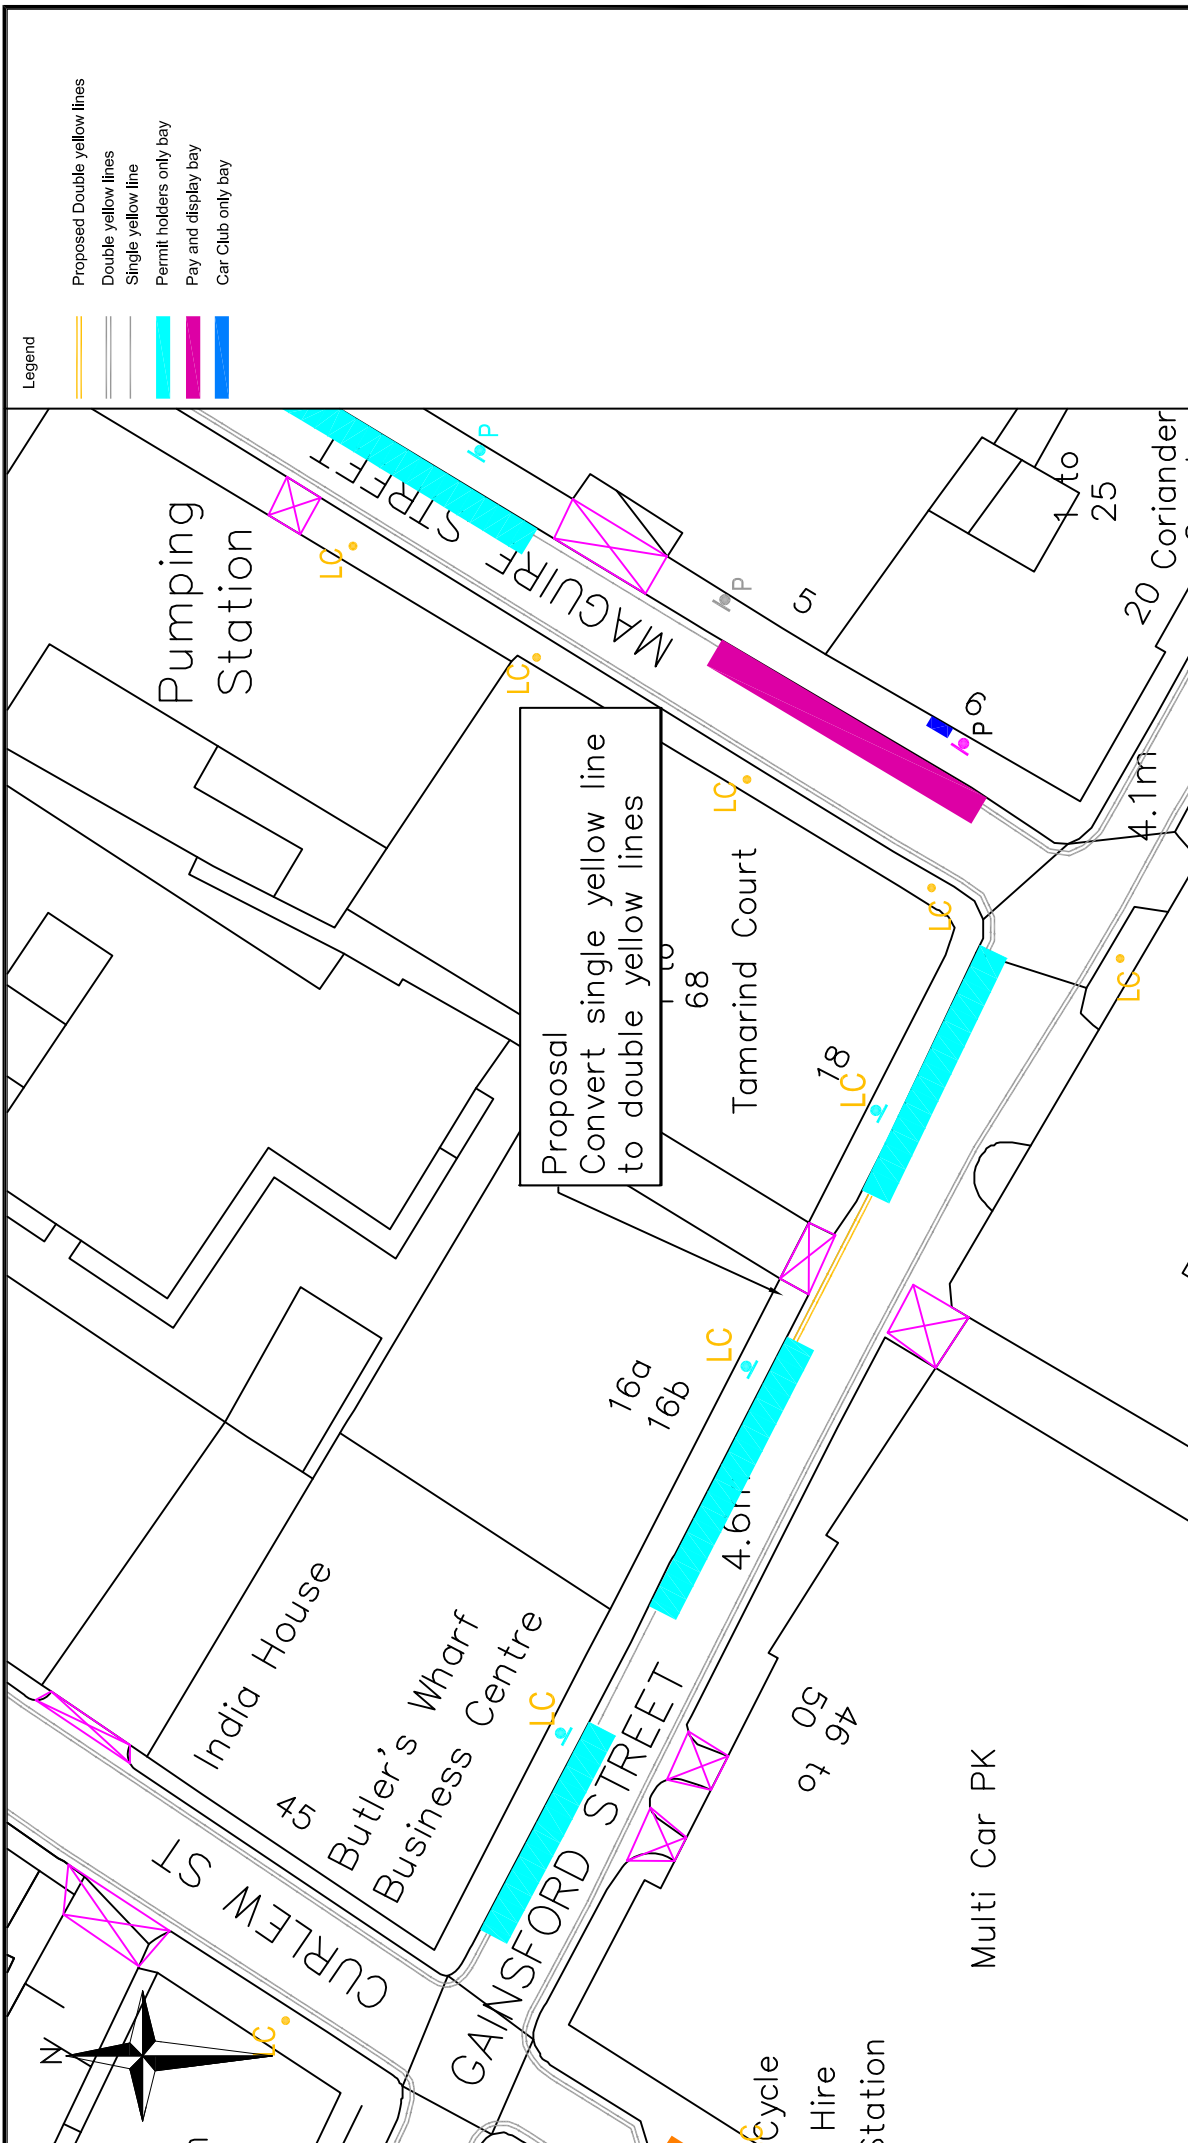 Legend
Proposed Double yellow lines
Double yellow lines
Single yellow line
Permit holders only bay
Pay and display bay
Car Club only bay
Pumping
Station
LC
LC
LC
LC
LC
LC
LC
LC
LC
P
P
P
MAGUIRE STREET
5
6
1 to
25
20
Coriander
4.1m
Proposal
Convert single yellow line
to double yellow lines
to
68
Tamarind Court
18
16a
16b
4.6m
India House
45
Butler's Wharf
Business Centre
GAINSFORD STREET
CURLEW ST
46 to
50
Multi Car PK
N
Cycle
Hire
Station